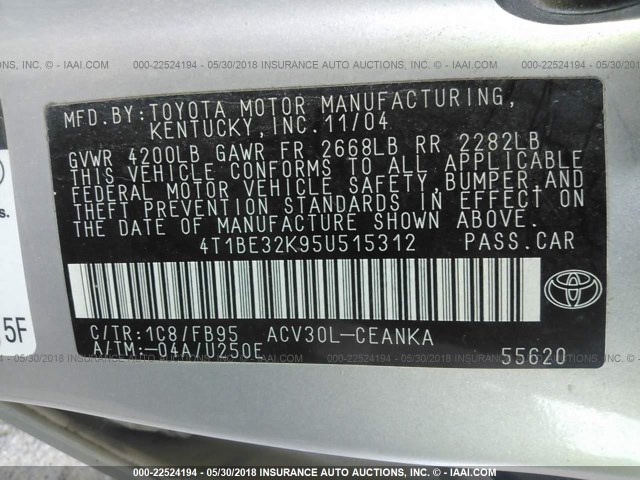 000-22524194 - 05/30/2018 INSURANCE AUTO AUCTIONS, INC. - IAAI.COM
MFD.BY:TOYOTA MOTOR MANUFACTURING,
KENTUCKY,INC.11/04
GVWR 4200LB GAWR FR 2668LB RR 2282LB
THIS VEHICLE CONFORMS TO ALL APPLICABLE
FEDERAL MOTOR VEHICLE SAFETY,BUMPER,AND
THEFT PREVENTION STANDARDS IN EFFECT ON
THE DATE OF MANUFACTURE SHOWN ABOVE.
s.
4T1BE32K95U515312 PASS.CAR
TOYOTA
5F
C/TR:1C8/FB95 ACV30L-CEANKA
A/TM:-04A/U250E 55620
000-22524194 - 05/30/2018 INSURANCE AUTO AUCTIONS, INC. - IAAI.COM